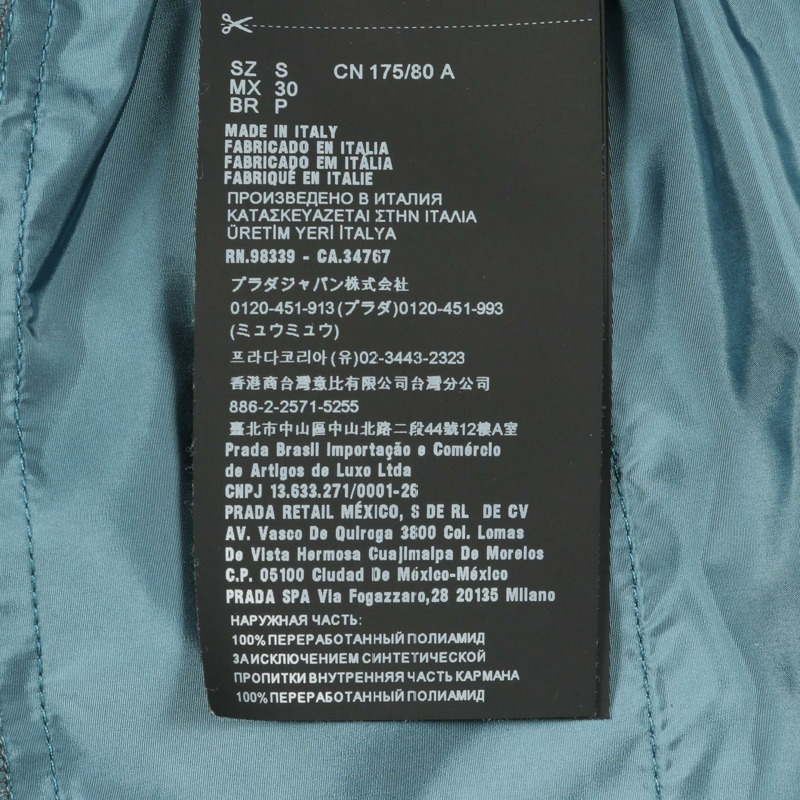 SZ S CN 175/80 A
MX 30
BR P
MADE IN ITALY
FABRICADO EN ITALIA
FABRICADO EM ITÁLIA
FABRIQUÉ EN ITALIE
ПРОИЗВЕДЕНО В ИТАЛИЯ
ΚΑΤΑΣΚΕΥΑΖΕΤΑΙ ΣΤΗΝ ΙΤΑΛΙΑ
ÜRETİM YERİ İTALYA
RN.98339 - CA.34767
プラダジャパン株式会社
0120-451-913(プラダ)0120-451-993
(ミュウミュウ)
프라다코리아(유)02-3443-2323
香港商台灣意比有限公司台灣分公司
886-2-2571-5255
臺北市中山區中山北路二段44號12樓A室
Prada Brasil Importação e Comércio
de Artigos de Luxo Ltda
CNPJ 13.633.271/0001-26
PRADA RETAIL MÉXICO, S DE RL DE CV
AV. Vasco De Quiroga 3800 Col. Lomas
De Vista Hermosa Cuajimalpa De Morelos
C.P. 05100 Ciudad De México-México
PRADA SPA Via Fogazzaro,28 20135 Milano
НАРУЖНАЯ ЧАСТЬ:
100% ПЕРЕРАБОТАННЫЙ ПОЛИАМИД
ЗА ИСКЛЮЧЕНИЕМ СИНТЕТИЧЕСКОЙ
ПРОПИТКИ ВНУТРЕННЯЯ ЧАСТЬ КАРМАНА
100% ПЕРЕРАБОТАННЫЙ ПОЛИАМИД